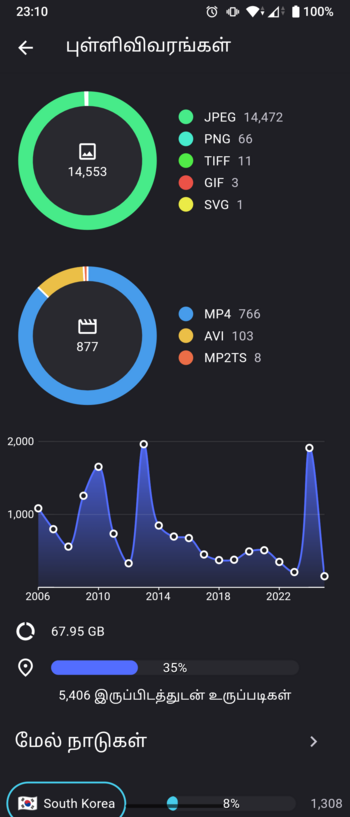 23:10 100%
புள்ளிவிவரங்கள்
14,553
JPEG 14,472
PNG 66
TIFF 11
GIF 3
SVG 1
877
MP4 766
AVI 103
MP2TS 8
2,000
1,000
2006 2010 2014 2018 2022
67.95 GB
35%
5,406 இருப்பிடத்துடன் உருப்படிகள்
மேல் நாடுகள்
South Korea 8% 1,308